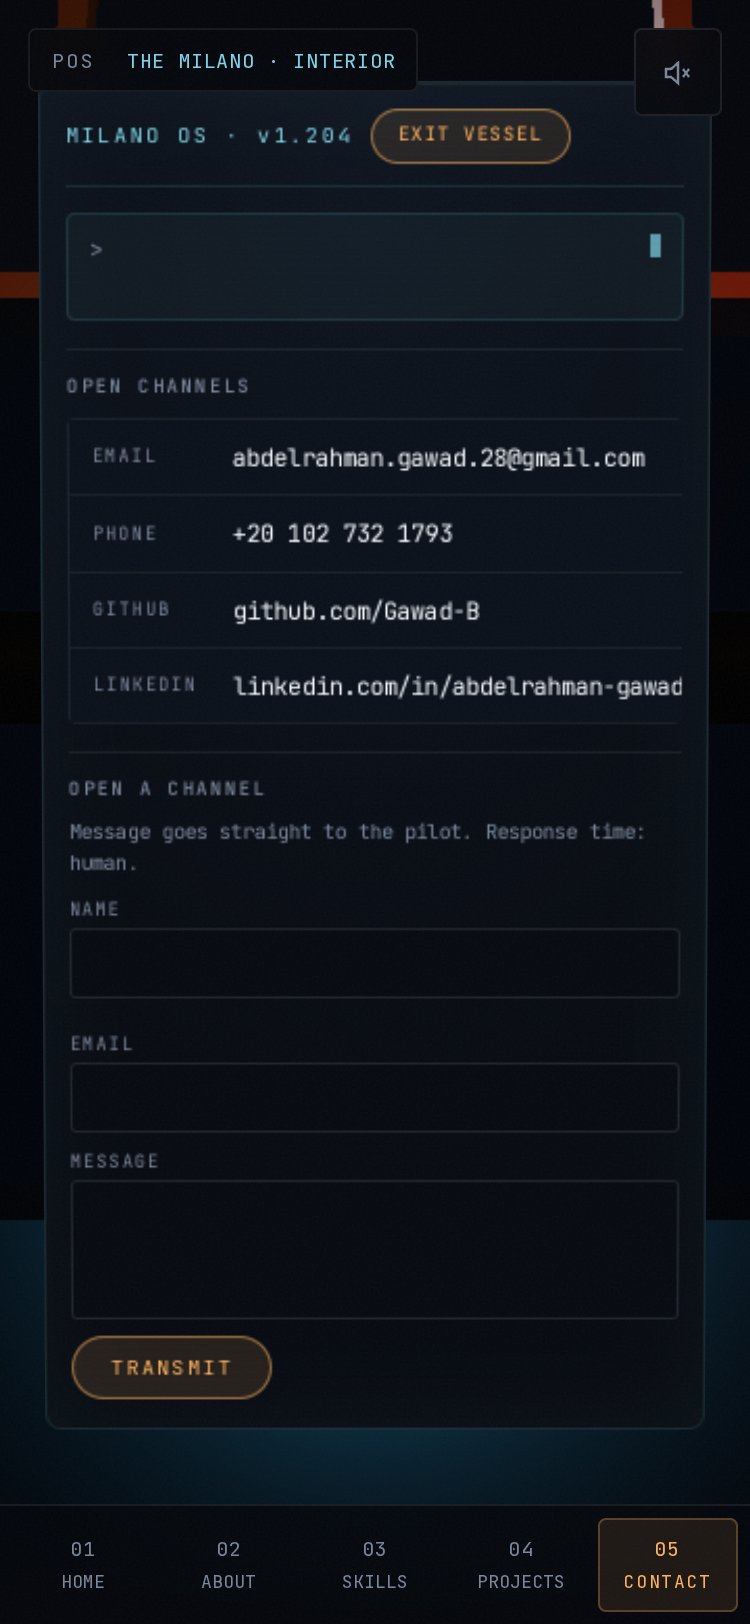 POS THE MILANO · INTERIOR
MILANO OS · v1.204 EXIT VESSEL
>
OPEN CHANNELS
EMAIL abdelrahman.gawad.28@gmail.com
PHONE +20 102 732 1793
GITHUB github.com/Gawad-B
LINKEDIN linkedin.com/in/abdelrahman-gawad
OPEN A CHANNEL
Message goes straight to the pilot. Response time:
human.
NAME
EMAIL
MESSAGE
TRANSMIT
01 02 03 04 05
HOME ABOUT SKILLS PROJECTS CONTACT